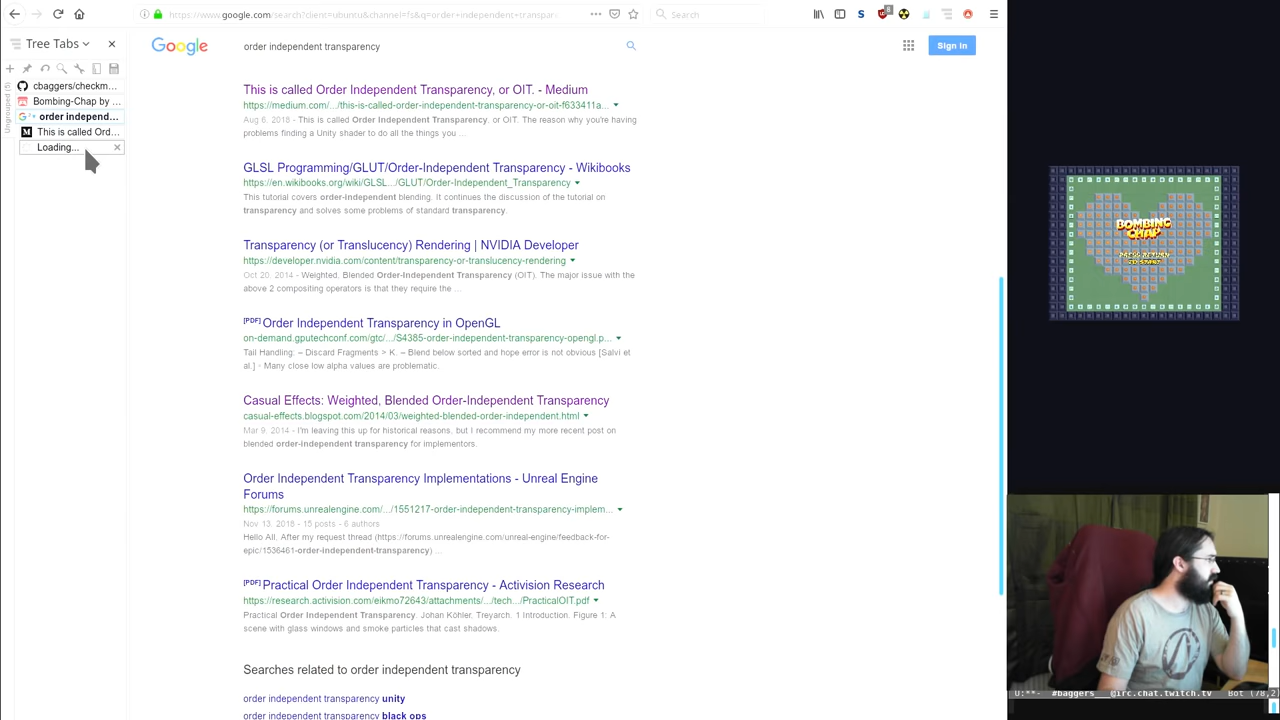 https://www.google.com/search?client=ubuntu&channel=fs&q=order+independent+transpar
Search
S
6
Tree Tabs
Ungrouped (5)
cbaggers/checkm...
Bombing-Chap by ...
order independ...
This is called Ord...
Loading...
Google
order independent transparency
Sign In
This is called Order Independent Transparency, or OIT. - Medium
https://medium.com/.../this-is-called-order-independent-transparency-or-oit-f633411a...
Aug 6, 2018 - This is called Order Independent Transparency, or OIT. The reason why you're having
problems finding a Unity shader to do all the things you ...
GLSL Programming/GLUT/Order-Independent Transparency - Wikibooks
https://en.wikibooks.org/wiki/GLSL.../GLUT/Order-Independent_Transparency
This tutorial covers order-independent blending. It continues the discussion of the tutorial on
transparency and solves some problems of standard transparency.
Transparency (or Translucency) Rendering | NVIDIA Developer
https://developer.nvidia.com/content/transparency-or-translucency-rendering
Oct 20, 2014 - Weighted, Blended Order-Independent Transparency (OIT). The major issue with the
above 2 compositing operators is that they require the ...
[PDF] Order Independent Transparency in OpenGL
on-demand.gputechconf.com/gtc/.../S4385-order-independent-transparency-opengl.p...
Tail Handling: – Discard Fragments > K. – Blend below sorted and hope error is not obvious [Salvi et
al.] - Many close low alpha values are problematic.
Casual Effects: Weighted, Blended Order-Independent Transparency
casual-effects.blogspot.com/2014/03/weighted-blended-order-independent.html
Mar 9, 2014 - I'm leaving this up for historical reasons, but I recommend my more recent post on
blended order-independent transparency for implementors.
Order Independent Transparency Implementations - Unreal Engine
Forums
https://forums.unrealengine.com/.../1551217-order-independent-transparency-implem...
Nov 13, 2018 - 15 posts - 6 authors
Hello All, After my request thread (https://forums.unrealengine.com/unreal-engine/feedback-for-
epic/1536461-order-independent-transparency) ...
[PDF] Practical Order Independent Transparency - Activision Research
https://research.activision.com/eikmo72643/attachments/.../tech.../PracticalOIT.pdf
Practical Order Independent Transparency. Johan Köhler. Treyarch. 1 Introduction. Figure 1: A
scene with glass windows and smoke particles that cast shadows.
Searches related to order independent transparency
order independent transparency unity
order independent transparency black ops
BOMBING
CHAP
PRESS RETURN
TO START
U:**- #baggers___@irc.chat.twitch.tv Bot (78,2)